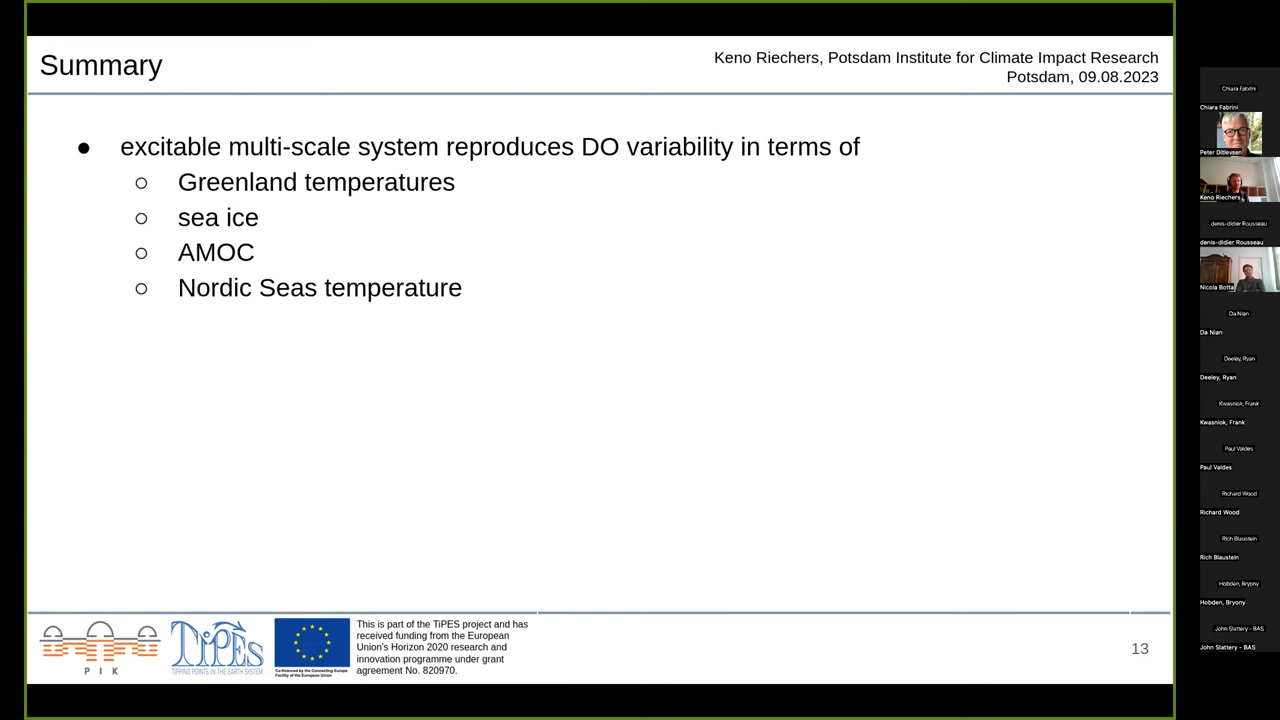 Summary
Keno Riechers, Potsdam Institute for Climate Impact Research
Potsdam, 09.08.2023
● excitable multi-scale system reproduces DO variability in terms of
○ Greenland temperatures
○ sea ice
○ AMOC
○ Nordic Seas temperature
PIK
TiPES
TIPPING POINTS IN THE EARTH SYSTEM
Co-financed by the Connecting Europe
Facility of the European Union
This is part of the TiPES project and has
received funding from the European
Union's Horizon 2020 research and
innovation programme under grant
agreement No. 820970.
13
Chiara Fabrini
Chiara Fabrini
Peter Ditlevsen
Keno Riechers
denis-didier Rousseau
denis-didier Rousseau
Nicola Botta
Da Nian
Da Nian
Deeley, Ryan
Deeley, Ryan
Kwasniok, Frank
Kwasniok, Frank
Paul Valdes
Paul Valdes
Richard Wood
Richard Wood
Rich Blaustein
Rich Blaustein
Hobden, Bryony
Hobden, Bryony
John Slattery - BAS
John Slattery - BAS